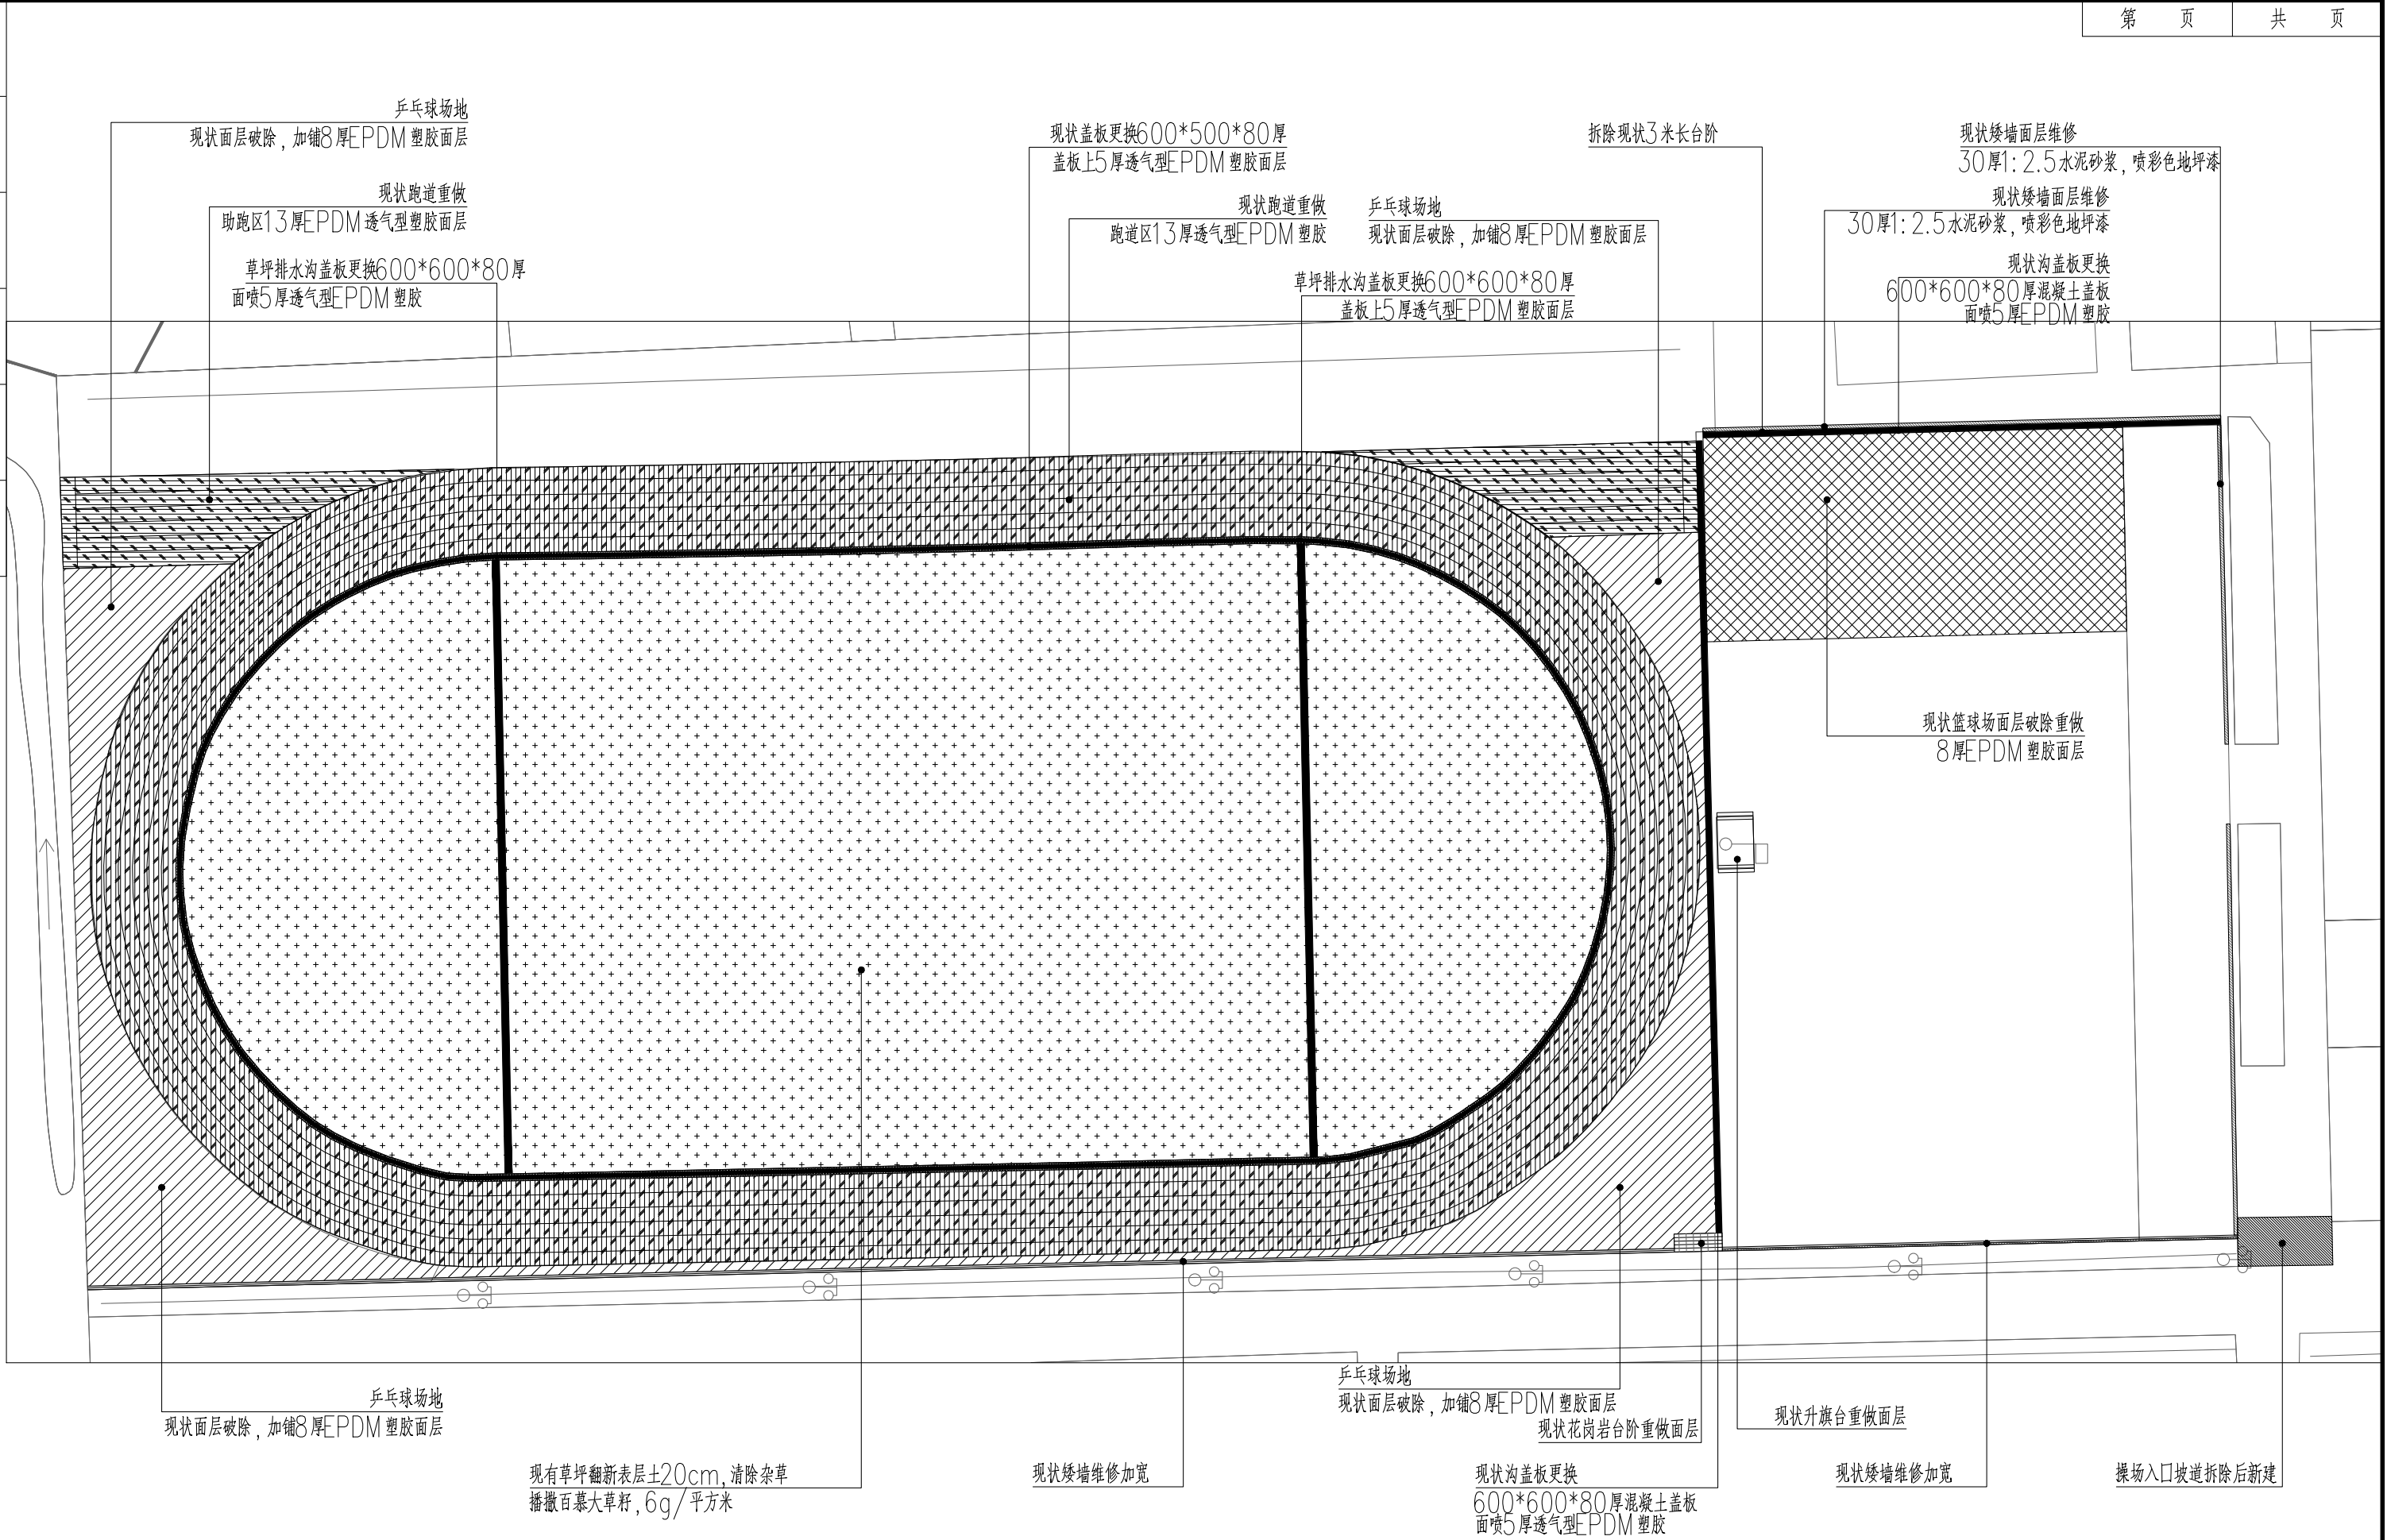 第 页 共 页
乒乓球场地
现状面层破除，加铺8厚EPDM塑胶面层
现状跑道重做
助跑区13厚EPDM透气型塑胶面层
草坪排水沟盖板更换600*600*80厚
面喷5厚透气型EPDM塑胶
现状盖板更换600*500*80厚
盖板上5厚透气型EPDM塑胶面层
现状跑道重做
跑道区13厚透气型EPDM塑胶
乒乓球场地
现状面层破除，加铺8厚EPDM塑胶面层
草坪排水沟盖板更换600*600*80厚
盖板上5厚透气型EPDM塑胶面层
拆除现状3米长台阶
现状矮墙面层维修
30厚1:2.5水泥砂浆，喷彩色地坪漆
现状矮墙面层维修
30厚1:2.5水泥砂浆，喷彩色地坪漆
现状沟盖板更换
600*600*80厚混凝土盖板
面喷5厚EPDM塑胶
现状篮球场面层破除重做
8厚EPDM塑胶面层
乒乓球场地
现状面层破除，加铺8厚EPDM塑胶面层
现有草坪翻新表层土20cm，清除杂草
播撒百慕大草籽，6g/平方米
现状矮墙维修加宽
乒乓球场地
现状面层破除，加铺8厚EPDM塑胶面层
现状花岗岩台阶重做面层
现状沟盖板更换
600*600*80厚混凝土盖板
面喷5厚透气型EPDM塑胶
现状升旗台重做面层
现状矮墙维修加宽
操场入口坡道拆除后新建